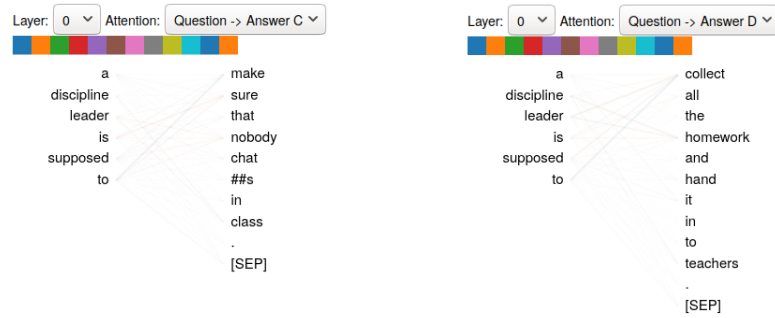 Layer: 0 Attention: Question -> Answer C
a make
discipline sure
leader that
is nobody
supposed chat
to ##s
in
class
.
[SEP]
Layer: 0 Attention: Question -> Answer D
a collect
discipline all
leader the
is homework
supposed and
to hand
it
in
to
teachers
.
[SEP]